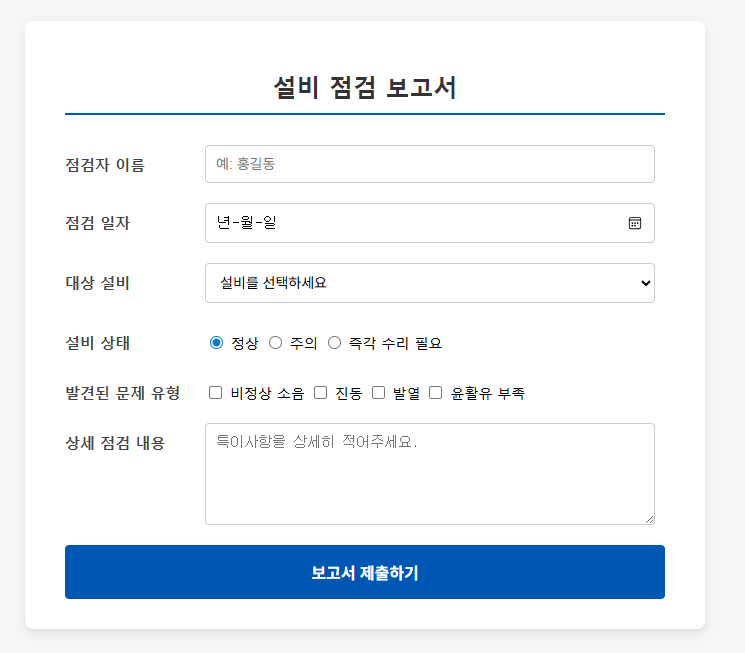 설비 점검 보고서
점검자 이름 예: 홍길동
점검 일자 년-월-일
대상 설비 설비를 선택하세요
설비 상태 정상 주의 즉각 수리 필요
발견된 문제 유형 비정상 소음 진동 발열 윤활유 부족
상세 점검 내용 특이사항을 상세히 적어주세요.
보고서 제출하기